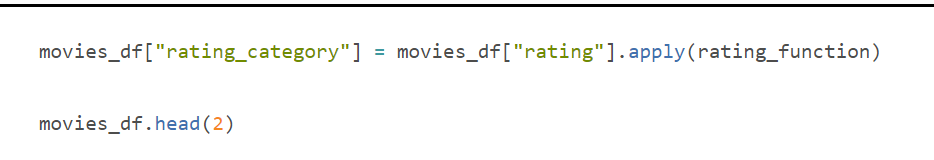 movies_df["rating_category"] = movies_df["rating"].apply(rating_function)
movies_df.head(2)